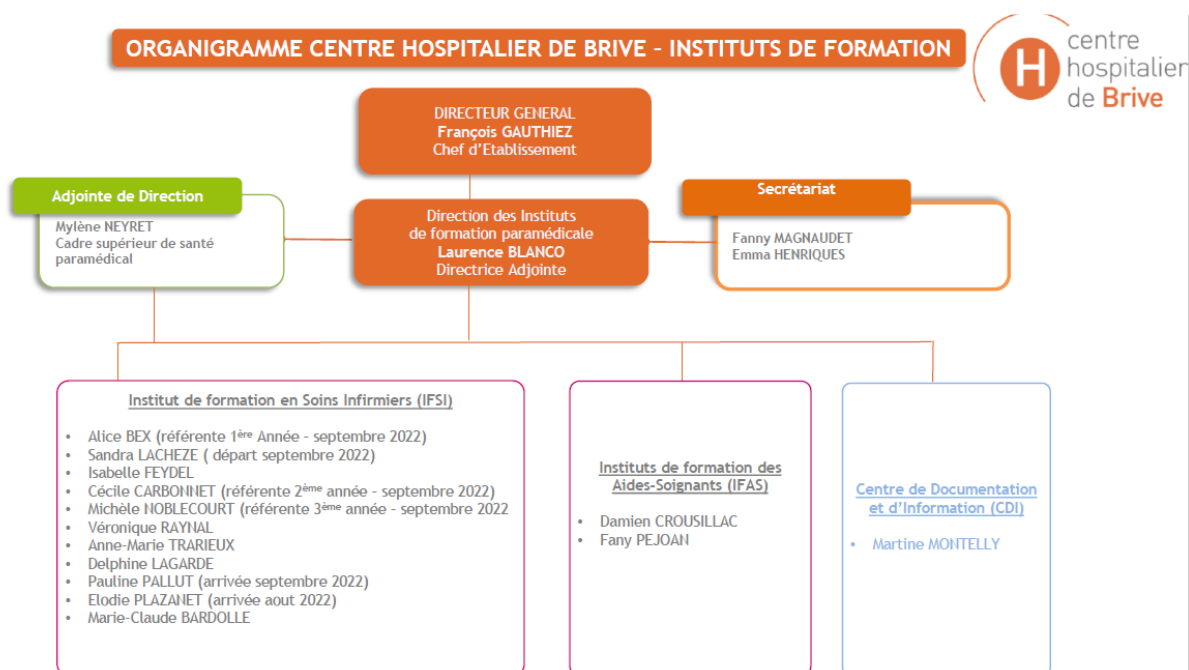 ORGANIGRAMME CENTRE HOSPITALIER DE BRIVE – INSTITUTS DE FORMATION
H
centre
hospitalier
de Brive
DIRECTEUR GENERAL
François GAUTHIEZ
Chef d'Etablissement
Adjointe de Direction
Mylène NEYRET
Cadre supérieur de santé
paramédical
Direction des Instituts
de formation paramédicale
Laurence BLANCO
Directrice Adjointe
Secrétariat
Fanny MAGNAUDET
Emma HENRIQUES
Institut de formation en Soins Infirmiers (IFSI)
• Alice BEX (référente 1ère Année – septembre 2022)
• Sandra LACHEZE ( départ septembre 2022)
• Isabelle FEYDEL
• Cécile CARBONNET (référente 2ème année – septembre 2022)
• Michèle NOBLECOURT (référente 3ème année – septembre 2022
• Véronique RAYNAL
• Anne-Marie TRARIEUX
• Delphine LAGARDE
• Pauline PALLUT (arrivée septembre 2022)
• Elodie PLAZANET (arrivée aout 2022)
• Marie-Claude BARDOLLE
Instituts de formation des
Aides-Soignants (IFAS)
• Damien CROUSILLAC
• Fany PEJOAN
Centre de Documentation
et d'Information (CDI)
• Martine MONTELLY